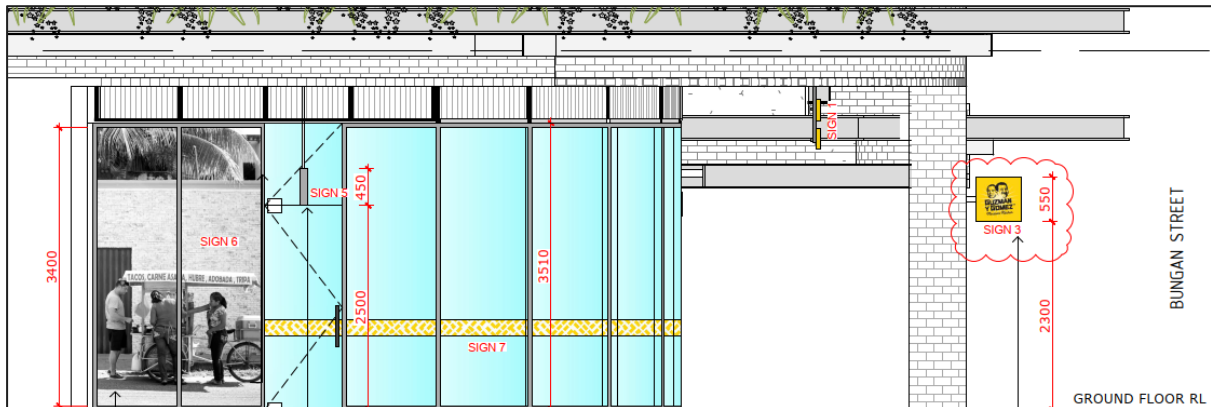 SIGN 1
450
SIGN 5
GUZMAN
Y GOMEZ
SIGN 3
550
BUNGAN STREET
SIGN 6
3400
TACOS, CARNE ASADA, HUBRE, ADOBADA, TRIPA
2500
3510
2300
SIGN 7
GROUND FLOOR RL